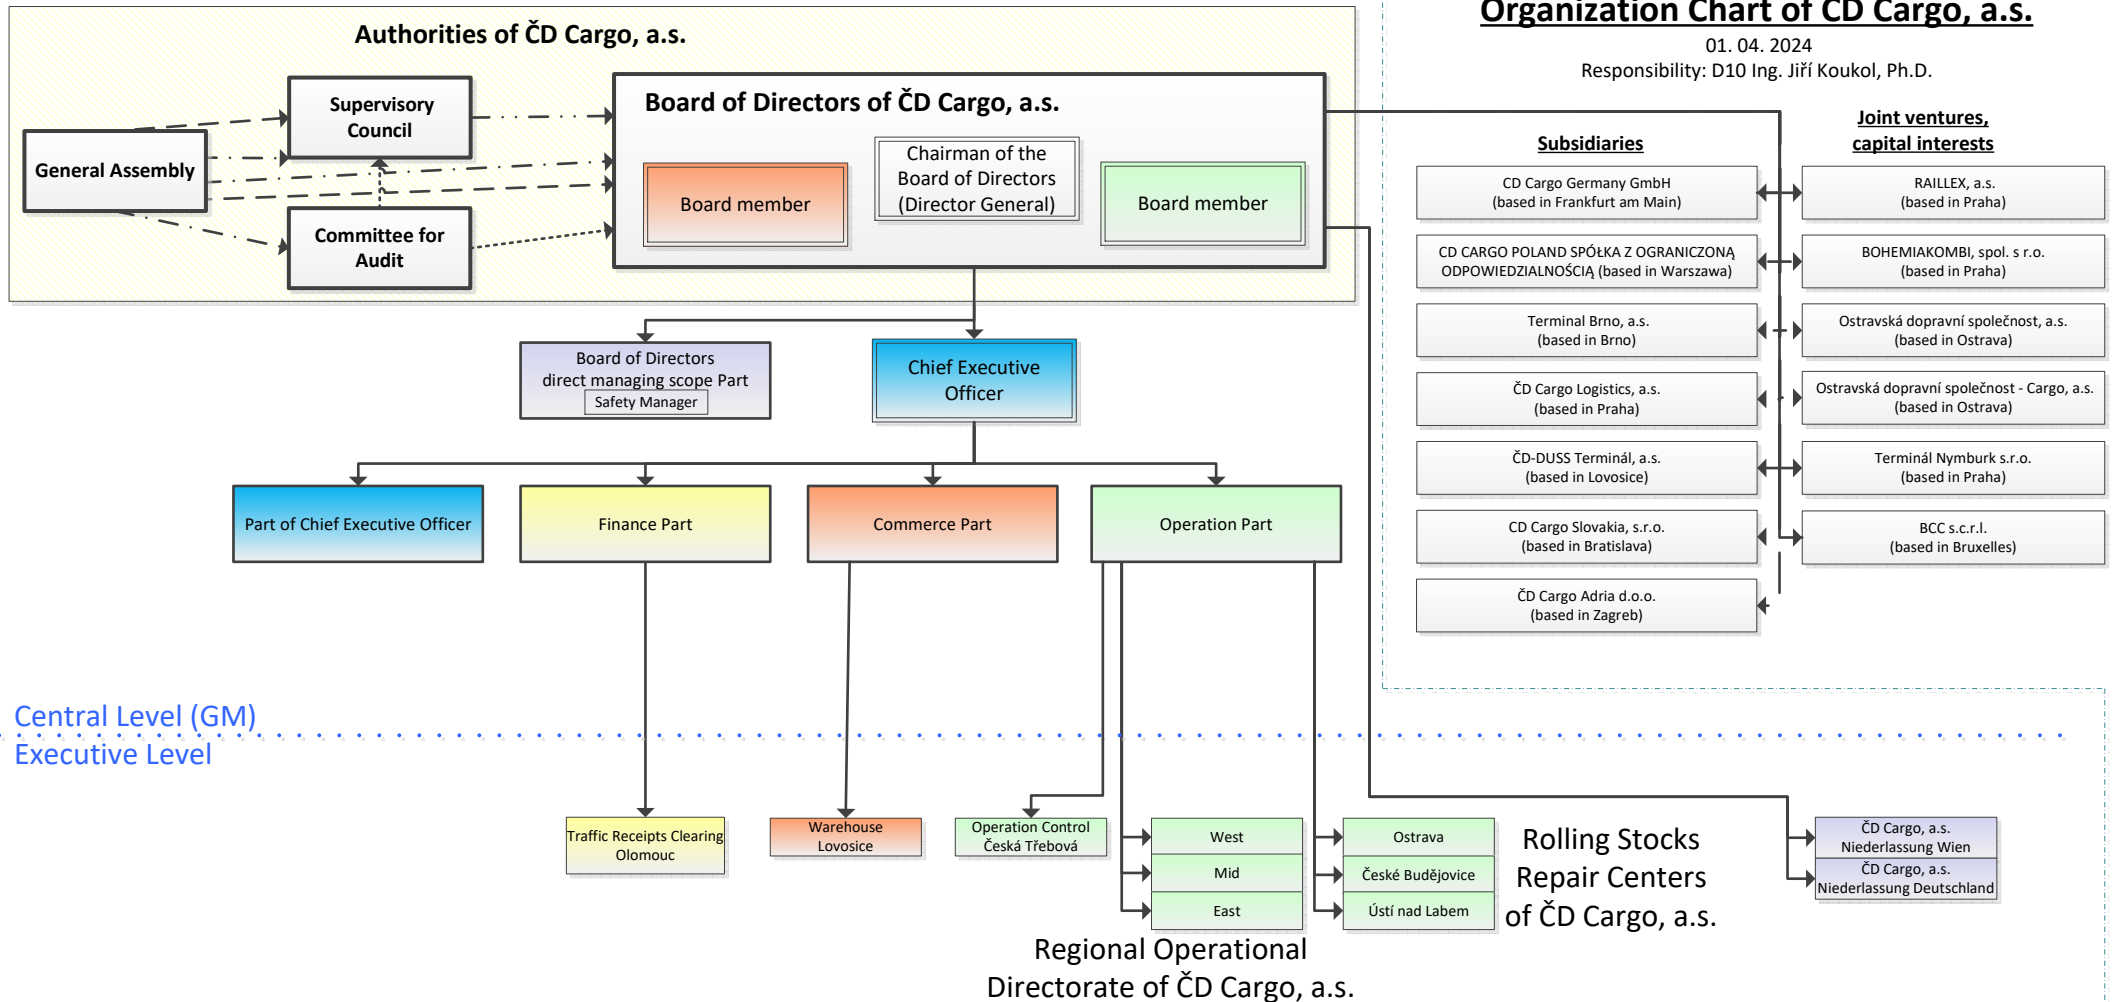 Organization Chart of ČD Cargo, a.s.
01. 04. 2024
Responsibility: D10 Ing. Jiří Koukol, Ph.D.
Authorities of ČD Cargo, a.s.
General Assembly
Supervisory
Council
Committee for
Audit
Board of Directors of ČD Cargo, a.s.
Board member
Chairman of the
Board of Directors
(Director General)
Board member
Subsidiaries
CD Cargo Germany GmbH
(based in Frankfurt am Main)
CD CARGO POLAND SPÓŁKA Z OGRANICZONĄ
ODPOWIEDZIALNOŚCIĄ (based in Warszawa)
Terminal Brno, a.s.
(based in Brno)
ČD Cargo Logistics, a.s.
(based in Praha)
ČD-DUSS Terminál, a.s.
(based in Lovosice)
CD Cargo Slovakia, s.r.o.
(based in Bratislava)
ČD Cargo Adria d.o.o.
(based in Zagreb)
Joint ventures,
capital interests
RAILLEX, a.s.
(based in Praha)
BOHEMIAKOMBI, spol. s r.o.
(based in Praha)
Ostravská dopravní společnost, a.s.
(based in Ostrava)
Ostravská dopravní společnost - Cargo, a.s.
(based in Ostrava)
Terminál Nymburk s.r.o.
(based in Praha)
BCC s.c.r.l.
(based in Bruxelles)
Board of Directors
direct managing scope Part
Safety Manager
Chief Executive
Officer
Part of Chief Executive Officer
Finance Part
Commerce Part
Operation Part
Central Level (GM)
Executive Level
Traffic Receipts Clearing
Olomouc
Warehouse
Lovosice
Operation Control
Česká Třebová
West
Mid
East
Regional Operational
Directorate of ČD Cargo, a.s.
Ostrava
České Budějovice
Ústí nad Labem
Rolling Stocks
Repair Centers
of ČD Cargo, a.s.
ČD Cargo, a.s.
Niederlassung Wien
ČD Cargo, a.s.
Niederlassung Deutschland